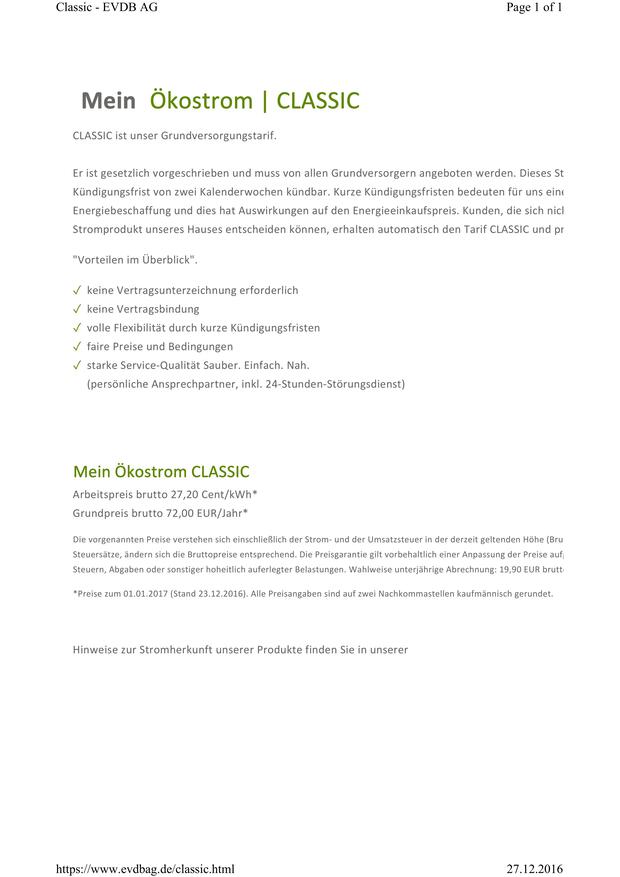 Classic - EVDB AG Page 1 of 1
Mein Ökostrom | CLASSIC
CLASSIC ist unser Grundversorgungstarif.
Er ist gesetzlich vorgeschrieben und muss von allen Grundversorgern angeboten werden. Dieses St
Kündigungsfrist von zwei Kalenderwochen kündbar. Kurze Kündigungsfristen bedeuten für uns eine
Energiebeschaffung und dies hat Auswirkungen auf den Energieeinkaufspreis. Kunden, die sich nich
Stromprodukt unseres Hauses entscheiden können, erhalten automatisch den Tarif CLASSIC und pr
"Vorteilen im Überblick".
✓ keine Vertragsunterzeichnung erforderlich
✓ keine Vertragsbindung
✓ volle Flexibilität durch kurze Kündigungsfristen
✓ faire Preise und Bedingungen
✓ starke Service-Qualität Sauber. Einfach. Nah.
(persönliche Ansprechpartner, inkl. 24-Stunden-Störungsdienst)
Mein Ökostrom CLASSIC
Arbeitspreis brutto 27,20 Cent/kWh*
Grundpreis brutto 72,00 EUR/Jahr*
Die vorgenannten Preise verstehen sich einschließlich der Strom- und der Umsatzsteuer in der derzeit geltenden Höhe (Bru
Steuersätze, ändern sich die Bruttopreise entsprechend. Die Preisgarantie gilt vorbehaltlich einer Anpassung der Preise auf
Steuern, Abgaben oder sonstiger hoheitlich auferlegter Belastungen. Wahlweise unterjährige Abrechnung: 19,90 EUR brutt
*Preise zum 01.01.2017 (Stand 23.12.2016). Alle Preisangaben sind auf zwei Nachkommastellen kaufmännisch gerundet.
Hinweise zur Stromherkunft unserer Produkte finden Sie in unserer
https://www.evdbag.de/classic.html 27.12.2016